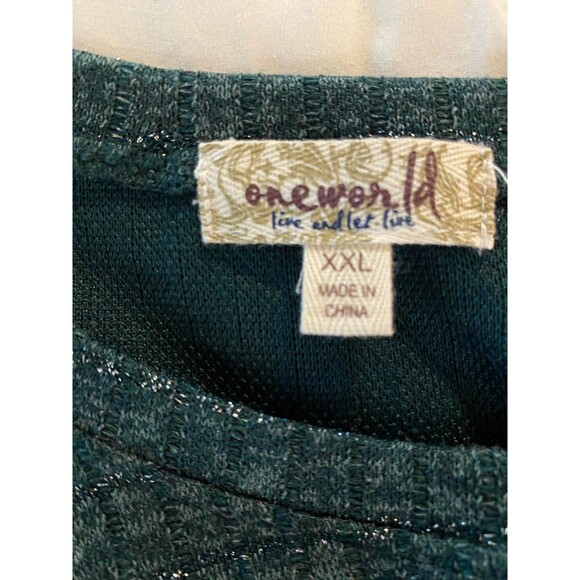 oneworld
live and let live
XXL
MADE IN
CHINA